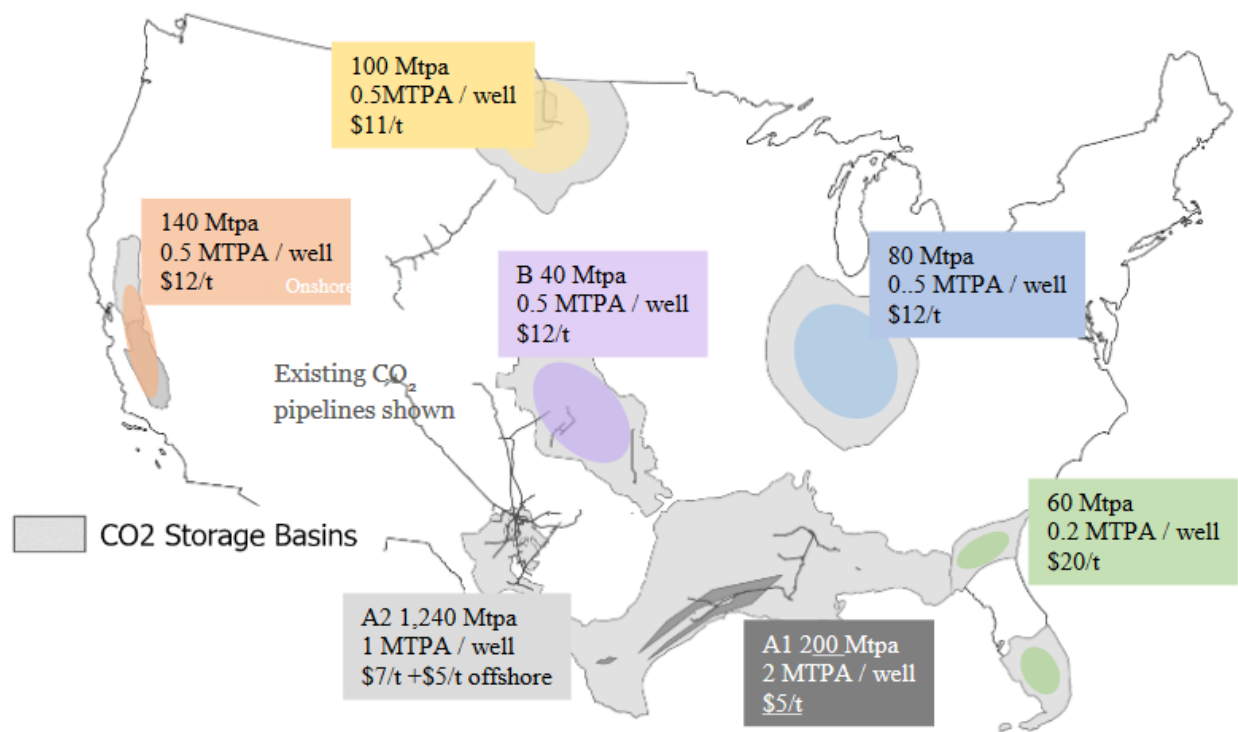 100 Mtpa
0.5MTPA / well
$11/t
140 Mtpa
0.5 MTPA / well
$12/t
Onshore
B 40 Mtpa
0.5 MTPA / well
$12/t
80 Mtpa
0..5 MTPA / well
$12/t
Existing CO2
pipelines shown
CO2 Storage Basins
60 Mtpa
0.2 MTPA / well
$20/t
A2 1,240 Mtpa
1 MTPA / well
$7/t +$5/t offshore
A1 200 Mtpa
2 MTPA / well
$5/t